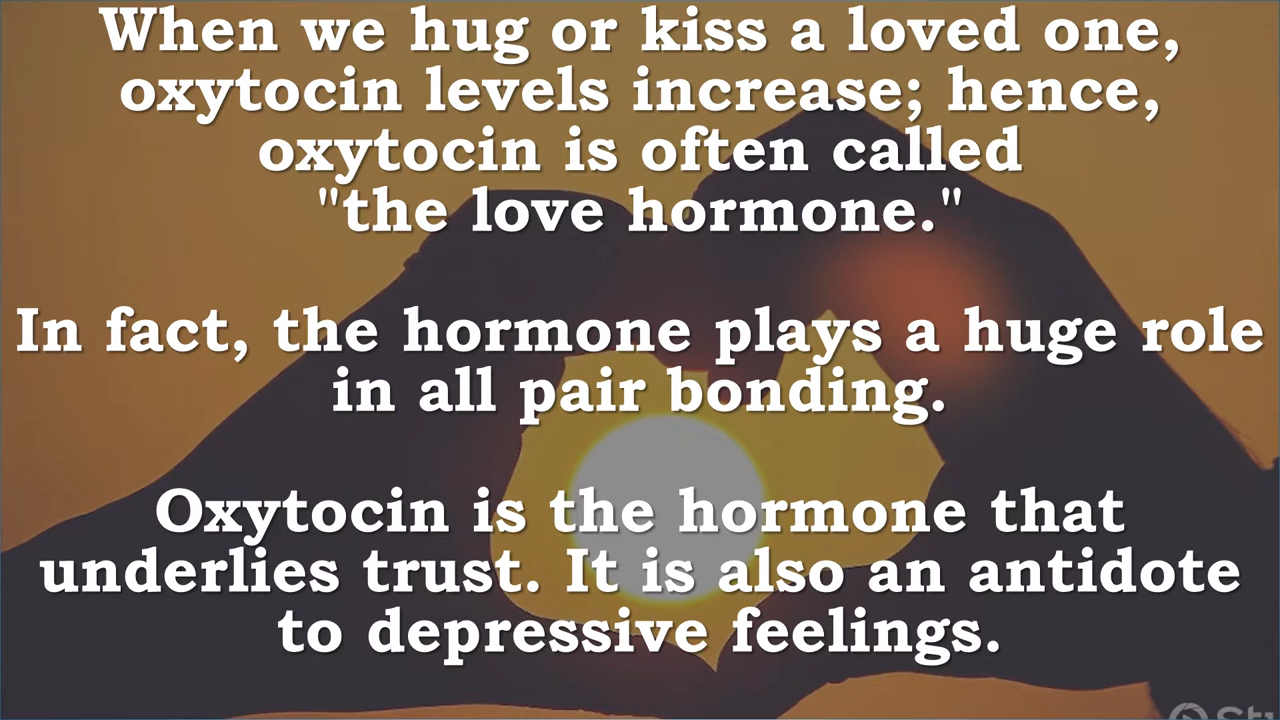 When we hug or kiss a loved one,
oxytocin levels increase; hence,
oxytocin is often called
"the love hormone."
In fact, the hormone plays a huge role
in all pair bonding.
Oxytocin is the hormone that
underlies trust. It is also an antidote
to depressive feelings.